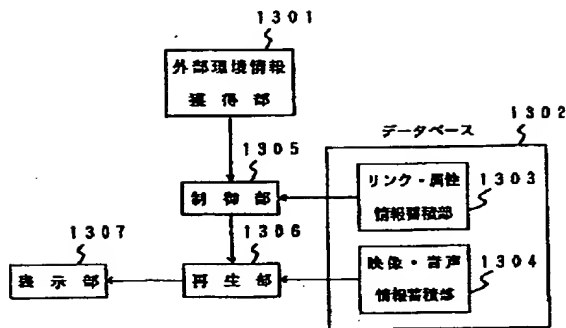 1301
外部環境情報
獲得部
1302
データベース
1305
リンク・属性
1303
制御部
情報蓄積部
1307
1306
映像・音声
1304
表示部
再生部
情報蓄積部